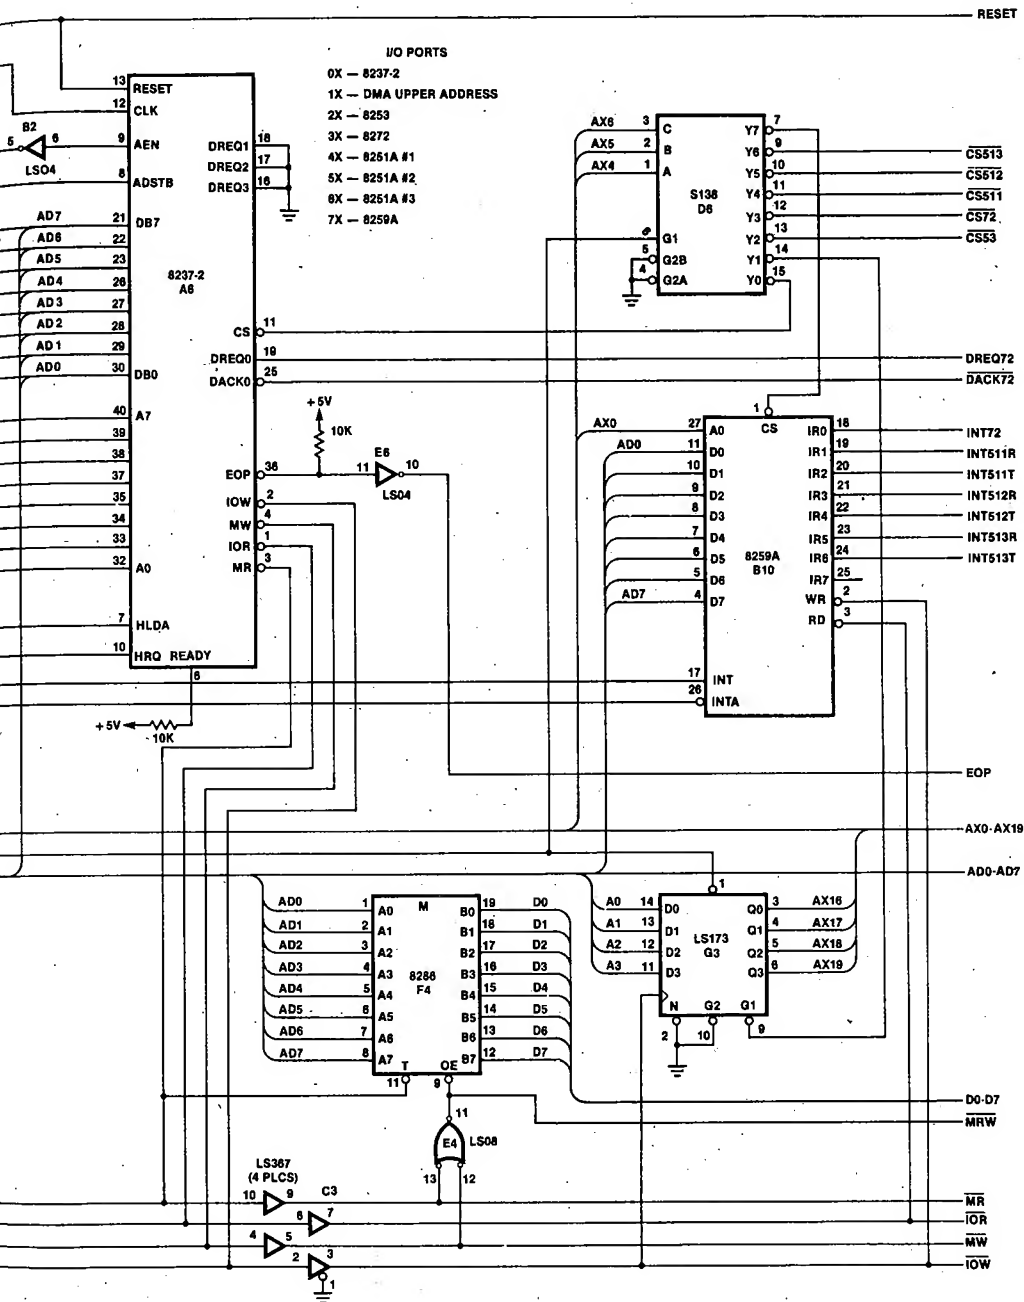 RESET
I/O PORTS
0X — 8237-2
1X — DMA UPPER ADDRESS
2X — 8253
3X — 8272
4X — 8251A #1
5X — 8251A #2
6X — 8251A #3
7X — 8259A
13 RESET
12 CLK
B2
5 6
LSO4
9 AEN
8 ADSTB
AD7 21 DB7
AD6 22
AD5 23
AD4 26
AD3 27
AD2 28
AD1 29
AD0 30 DB0
40 A7
39
38
37
35
34
33
32 A0
7 HLDA
10 HRQ READY
6
+5V
10K
8237-2
A6
DREQ1 18
DREQ2 17
DREQ3 16
CS 11
DREQ0 19
DACK0 25
EOP 36
IOW 2
MW 4
IOR 1
MR 3
+5V
10K
E6
11 10
LS04
AX6 3 C
AX5 2 B
AX4 1 A
S138
D6
6 G1
5 G2B
4 G2A
Y7 7
Y6 9 CS513
Y5 10 CS512
Y4 11 CS511
Y3 12 CS72
Y2 13 CS53
Y1 14
Y0 15
DREQ72
DACK72
1
CS
AX0 27 A0
AD0 11 D0
10 D1
9 D2
8 D3
7 D4
6 D5
5 D6
AD7 4 D7
17 INT
26 INTA
8259A
B10
IR0 18 INT72
IR1 19 INT511R
IR2 20 INT511T
IR3 21 INT512R
IR4 22 INT512T
IR5 23 INT513R
IR6 24 INT513T
IR7 25
WR 2
RD 3
EOP
AX0-AX19
AD0-AD7
AD0 1 A0
AD1 2 A1
AD2 3 A2
AD3 4 A3
AD4 5 A4
AD5 6 A5
AD6 7 A6
AD7 8 A7
M
8286
F4
T OE
11 9
B0 19 D0
B1 18 D1
B2 17 D2
B3 16 D3
B4 15 D4
B5 14 D5
B6 13 D6
B7 12 D7
1
A0 14 D0
A1 13 D1
A2 12 D2
A3 11 D3
LS173
G3
Q0 3 AX16
Q1 4 AX17
Q2 5 AX18
Q3 6 AX19
N G2 G1
2 10 9
D0-D7
MRW
11
E4 LS08
13 12
LS367
(4 PLCS)
10 9 C3
MR
6 7
IOR
4 5
MW
2 3
1
IOW